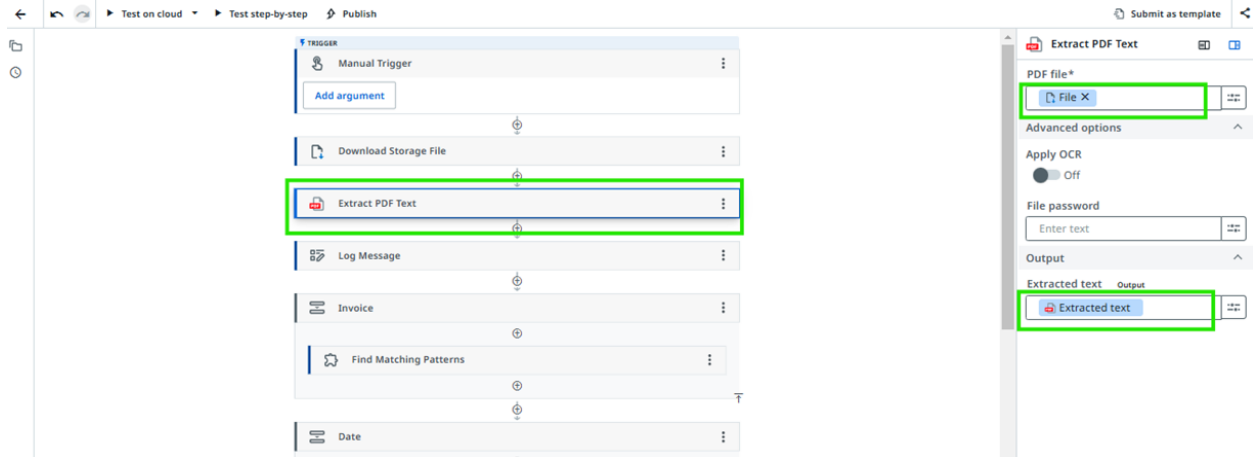 Test on cloud
Test step-by-step
Publish
Submit as template
TRIGGER
Manual Trigger
Add argument
Download Storage File
Extract PDF Text
Log Message
Invoice
Find Matching Patterns
Date
Extract PDF Text
PDF file*
File
Advanced options
Apply OCR
Off
File password
Enter text
Output
Extracted text Output
Extracted text